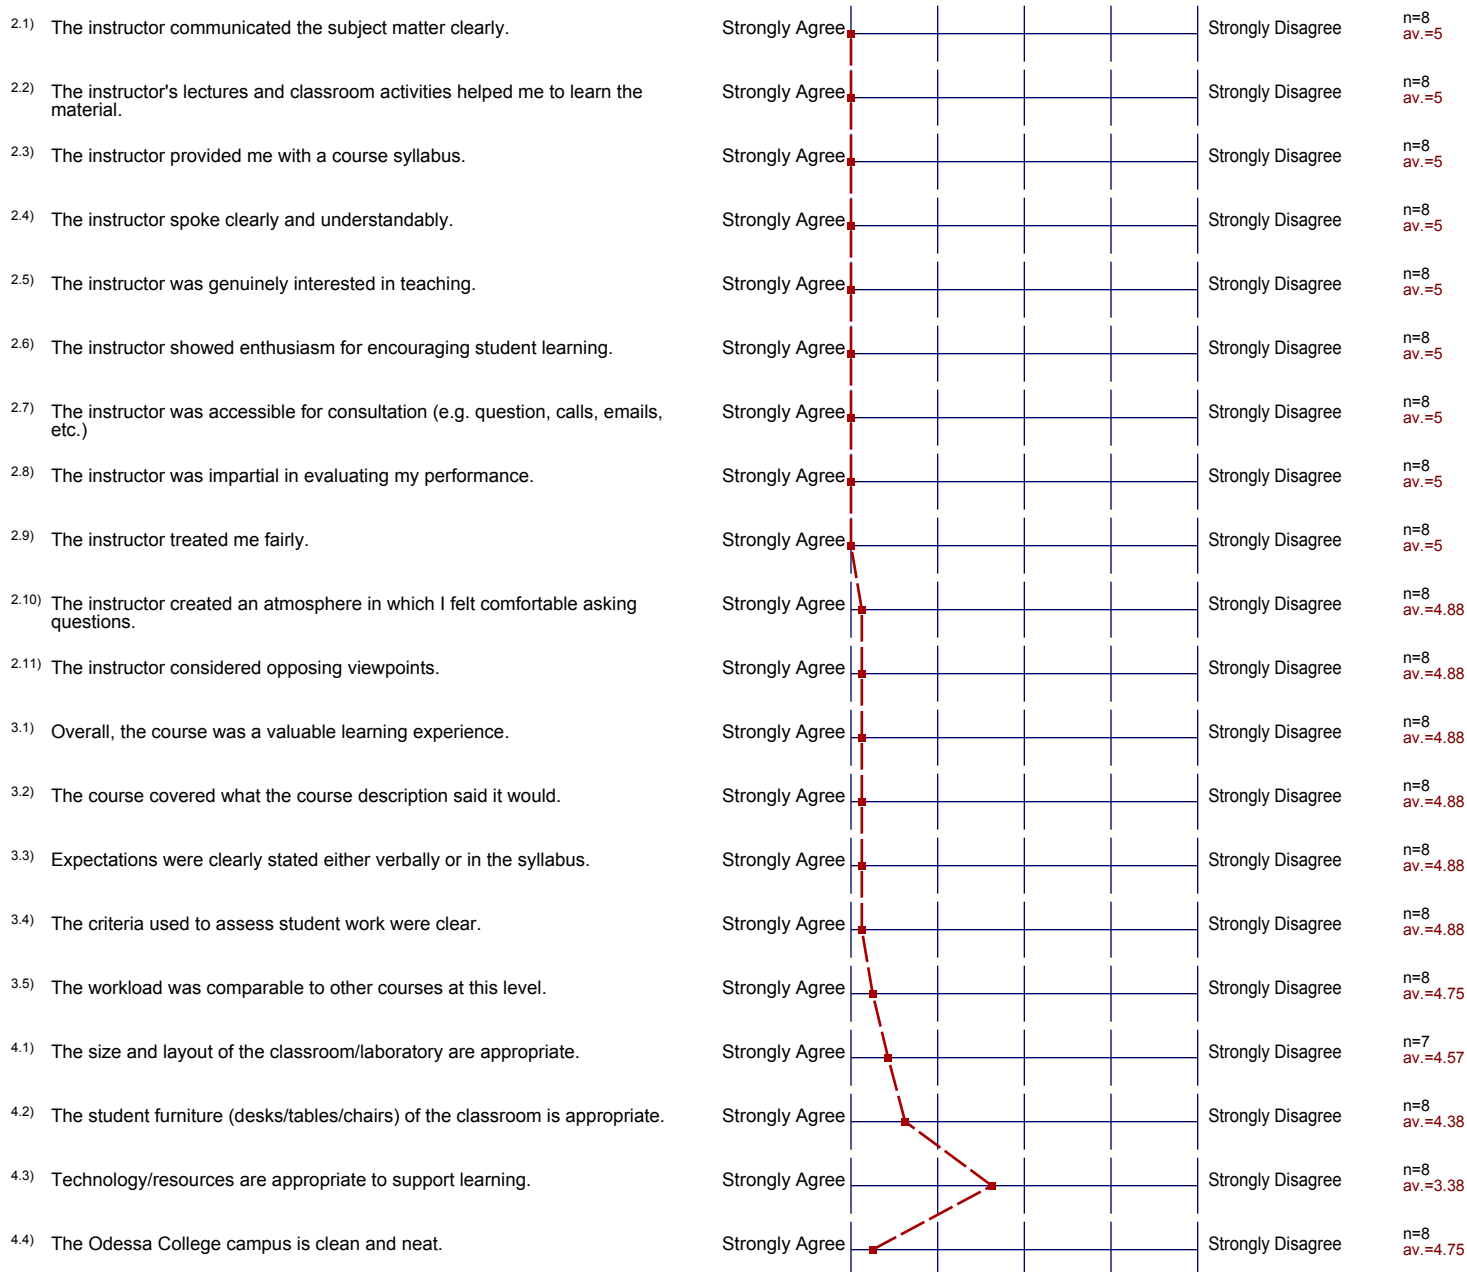 2.1) The instructor communicated the subject matter clearly. Strongly Agree Strongly Disagree n=8
av.=5
2.2) The instructor's lectures and classroom activities helped me to learn the
material. Strongly Agree Strongly Disagree n=8
av.=5
2.3) The instructor provided me with a course syllabus. Strongly Agree Strongly Disagree n=8
av.=5
2.4) The instructor spoke clearly and understandably. Strongly Agree Strongly Disagree n=8
av.=5
2.5) The instructor was genuinely interested in teaching. Strongly Agree Strongly Disagree n=8
av.=5
2.6) The instructor showed enthusiasm for encouraging student learning. Strongly Agree Strongly Disagree n=8
av.=5
2.7) The instructor was accessible for consultation (e.g. question, calls, emails,
etc.) Strongly Agree Strongly Disagree n=8
av.=5
2.8) The instructor was impartial in evaluating my performance. Strongly Agree Strongly Disagree n=8
av.=5
2.9) The instructor treated me fairly. Strongly Agree Strongly Disagree n=8
av.=5
2.10) The instructor created an atmosphere in which I felt comfortable asking
questions. Strongly Agree Strongly Disagree n=8
av.=4.88
2.11) The instructor considered opposing viewpoints. Strongly Agree Strongly Disagree n=8
av.=4.88
3.1) Overall, the course was a valuable learning experience. Strongly Agree Strongly Disagree n=8
av.=4.88
3.2) The course covered what the course description said it would. Strongly Agree Strongly Disagree n=8
av.=4.88
3.3) Expectations were clearly stated either verbally or in the syllabus. Strongly Agree Strongly Disagree n=8
av.=4.88
3.4) The criteria used to assess student work were clear. Strongly Agree Strongly Disagree n=8
av.=4.88
3.5) The workload was comparable to other courses at this level. Strongly Agree Strongly Disagree n=8
av.=4.75
4.1) The size and layout of the classroom/laboratory are appropriate. Strongly Agree Strongly Disagree n=7
av.=4.57
4.2) The student furniture (desks/tables/chairs) of the classroom is appropriate. Strongly Agree Strongly Disagree n=8
av.=4.38
4.3) Technology/resources are appropriate to support learning. Strongly Agree Strongly Disagree n=8
av.=3.38
4.4) The Odessa College campus is clean and neat. Strongly Agree Strongly Disagree n=8
av.=4.75